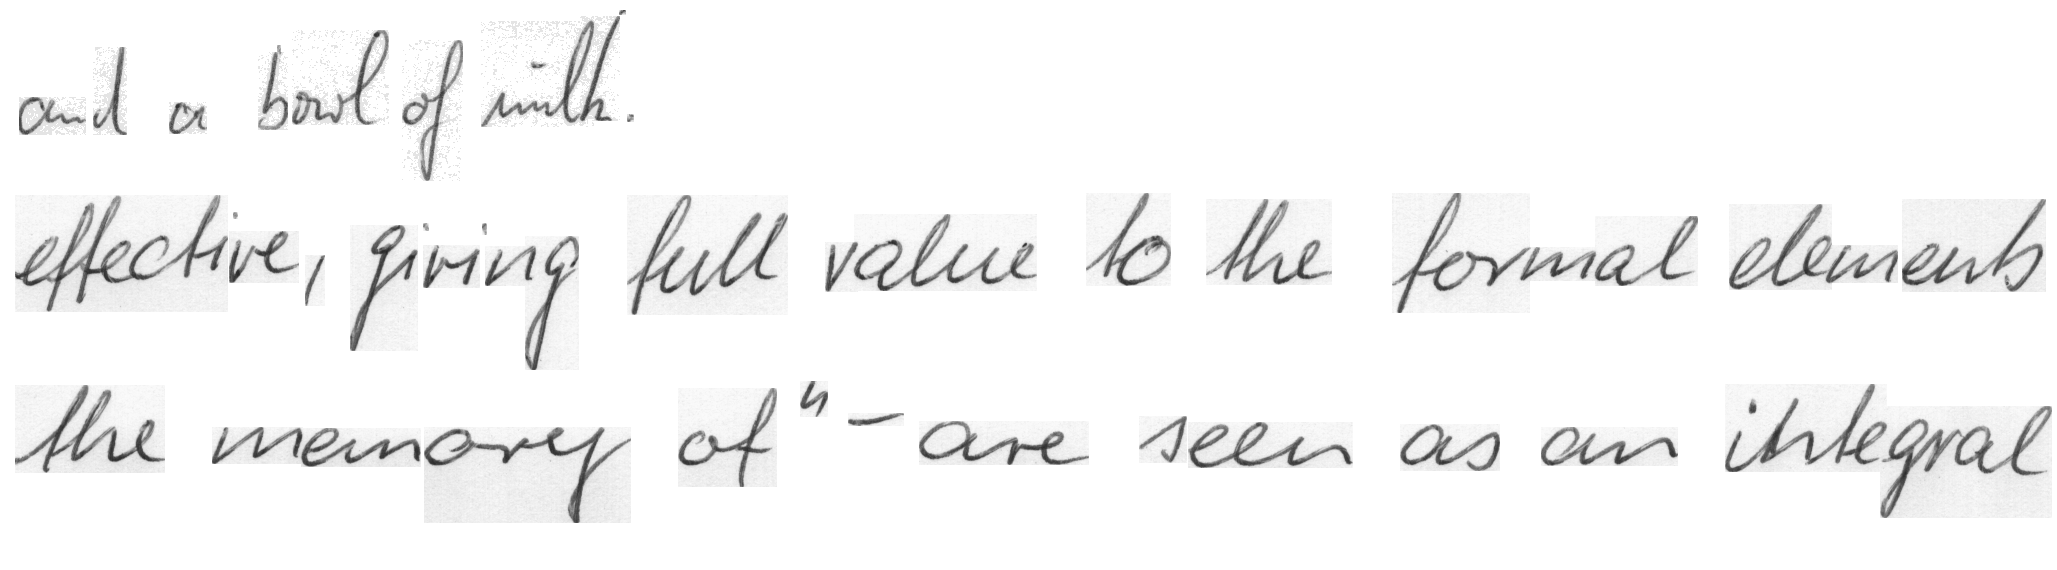 and a bowl of milk.
effective, giving full value to the formal elements
the memory of" - are seen as an integral